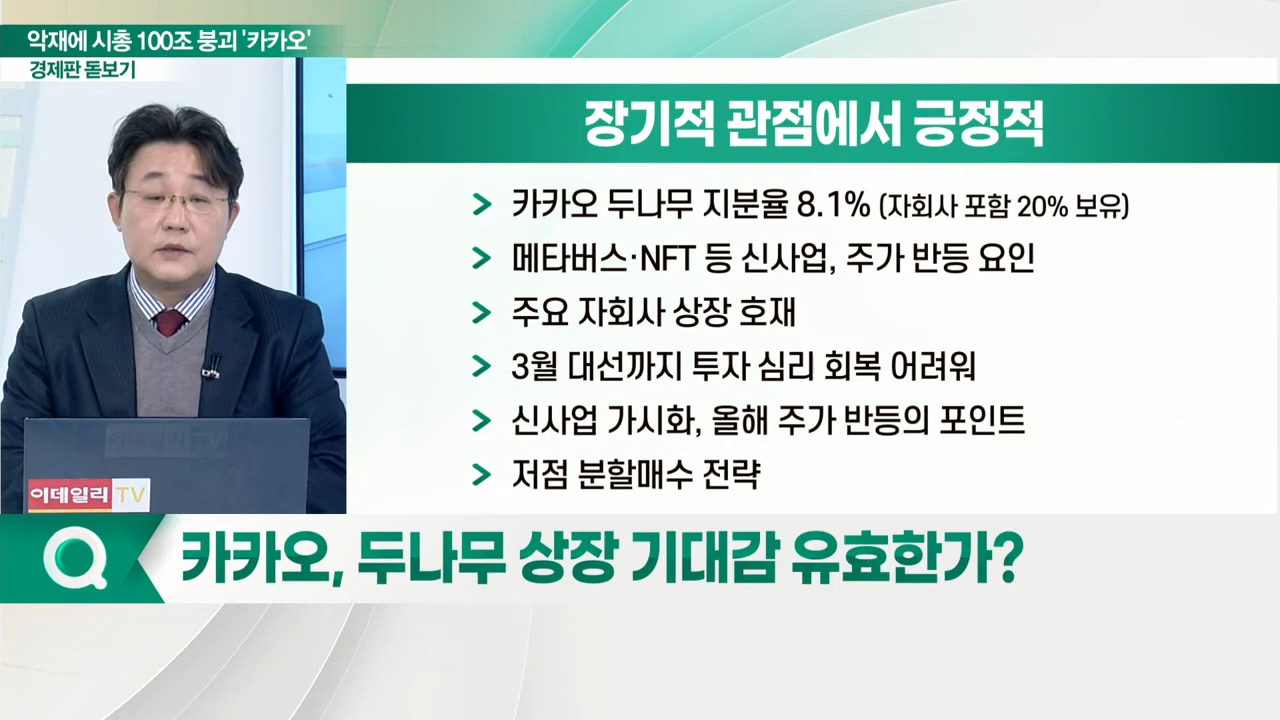 악재에 시총 100조 붕괴 '카카오'
경제판 돋보기
장기적 관점에서 긍정적
카카오 두나무 지분율 8.1% (자회사 포함 20% 보유)
메타버스·NFT 등 신사업, 주가 반등 요인
주요 자회사 상장 호재
3월 대선까지 투자 심리 회복 어려워
신사업 가시화, 올해 주가 반등의 포인트
저점 분할매수 전략
이데일리 TV
이데일리 TV
카카오, 두나무 상장 기대감 유효한가?